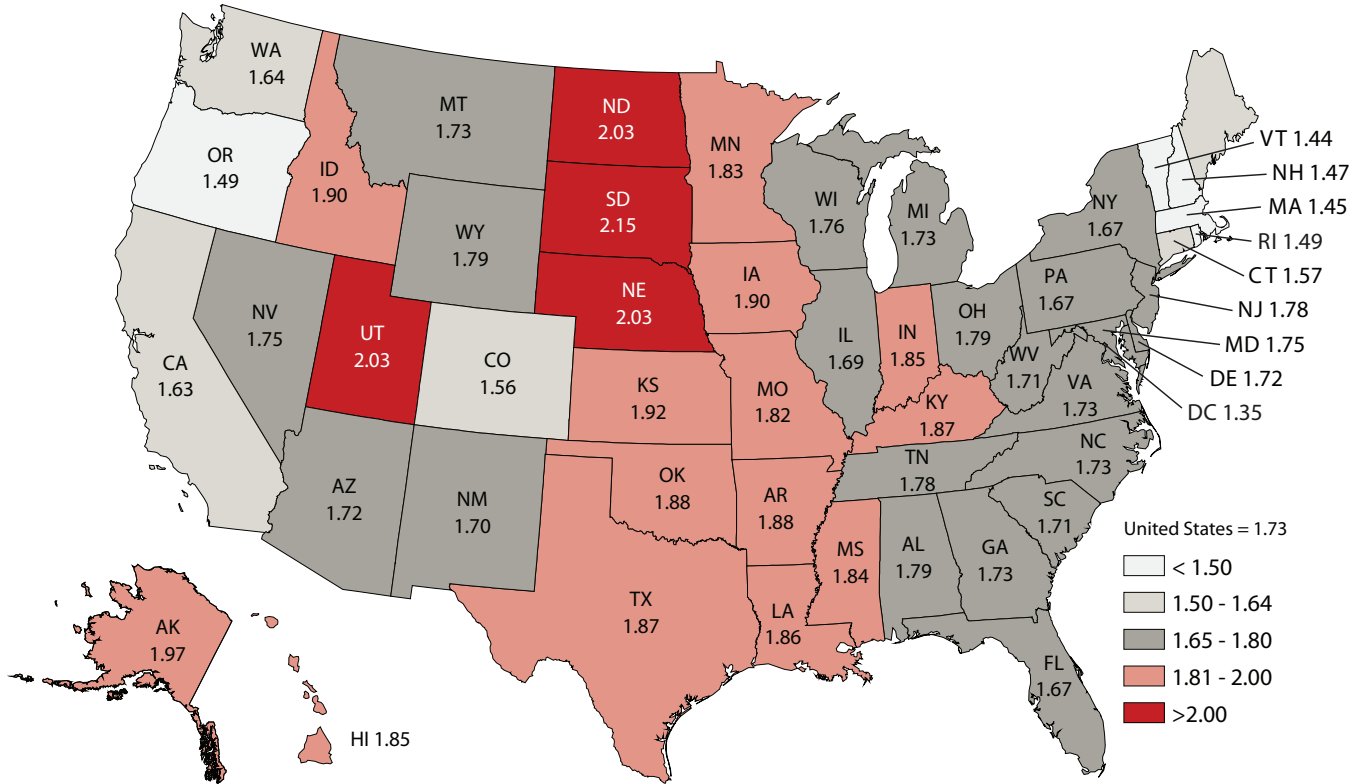 WA
1.64
OR
1.49
CA
1.63
ID
1.90
NV
1.75
MT
1.73
WY
1.79
UT
2.03
AZ
1.72
CO
1.56
NM
1.70
ND
2.03
SD
2.15
NE
2.03
KS
1.92
OK
1.88
TX
1.87
MN
1.83
IA
1.90
MO
1.82
AR
1.88
LA
1.86
WI
1.76
IL
1.69
MI
1.73
IN
1.85
OH
1.79
KY
1.87
WV
1.71
TN
1.78
MS
1.84
AL
1.79
GA
1.73
FL
1.67
SC
1.71
NC
1.73
VA
1.73
PA
1.67
NY
1.67
VT 1.44
NH 1.47
MA 1.45
RI 1.49
CT 1.57
NJ 1.78
MD 1.75
DE 1.72
DC 1.35
AK
1.97
HI 1.85
United States = 1.73
< 1.50
1.50 - 1.64
1.65 - 1.80
1.81 - 2.00
>2.00